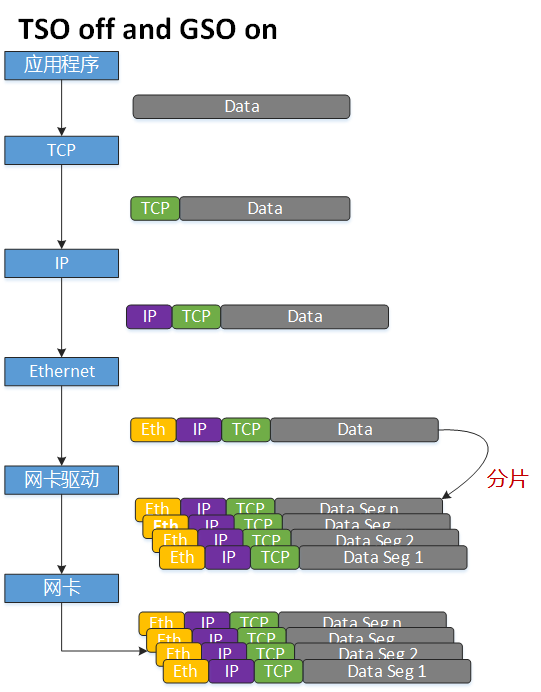 TSO off and GSO on
应用程序
Data
TCP
TCP Data
IP
IP TCP Data
Ethernet
Eth IP TCP Data
网卡驱动
分片
Eth IP TCP Data Seg n
Eth IP TCP Data Seg
Eth IP TCP Data Seg 2
Eth IP TCP Data Seg 1
网卡
Eth IP TCP Data Seg n
Eth IP TCP Data Seg
Eth IP TCP Data Seg 2
Eth IP TCP Data Seg 1